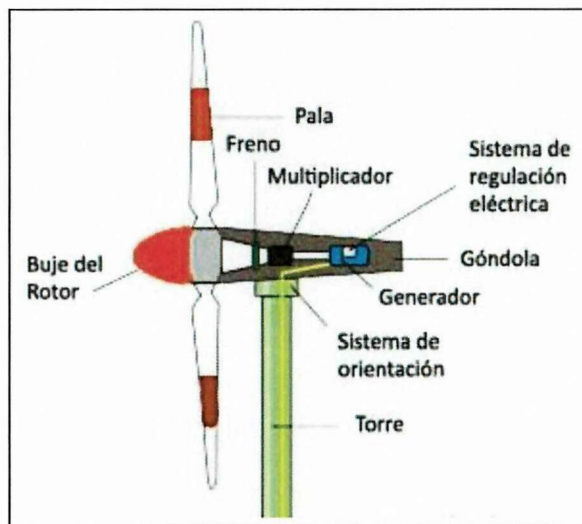 Pala
Freno
Sistema de
regulación
eléctrica
Multiplicador
Buje del
Rotor
Góndola
Generador
Sistema de
orientación
Torre